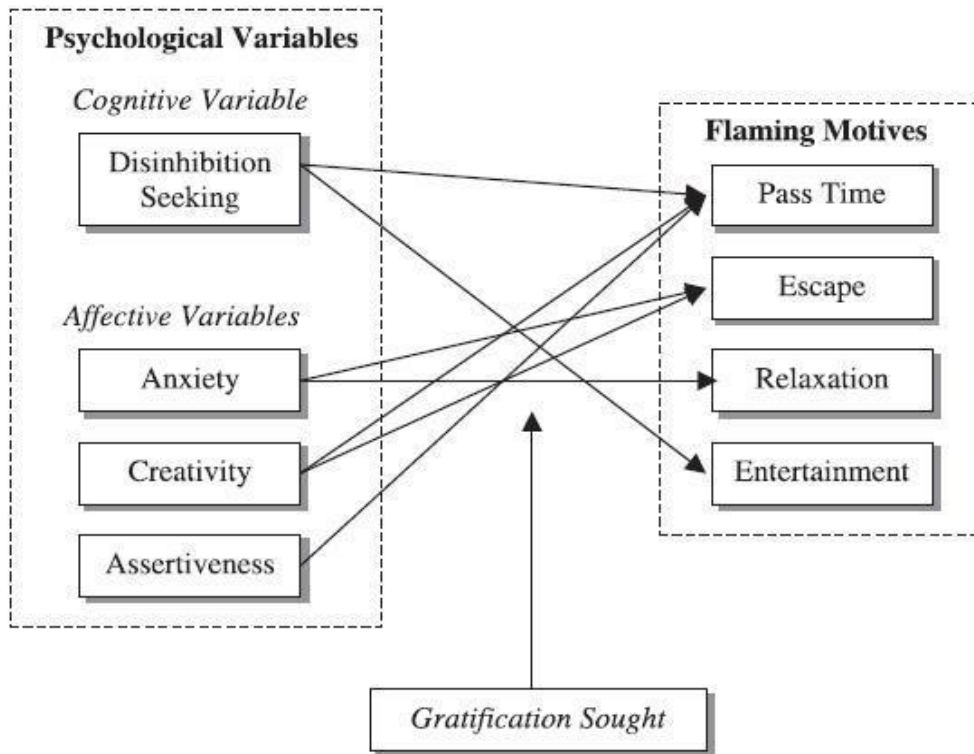 Psychological Variables
Cognitive Variable
Disinhibition
Seeking
Affective Variables
Anxiety
Creativity
Assertiveness
Flaming Motives
Pass Time
Escape
Relaxation
Entertainment
Gratification Sought